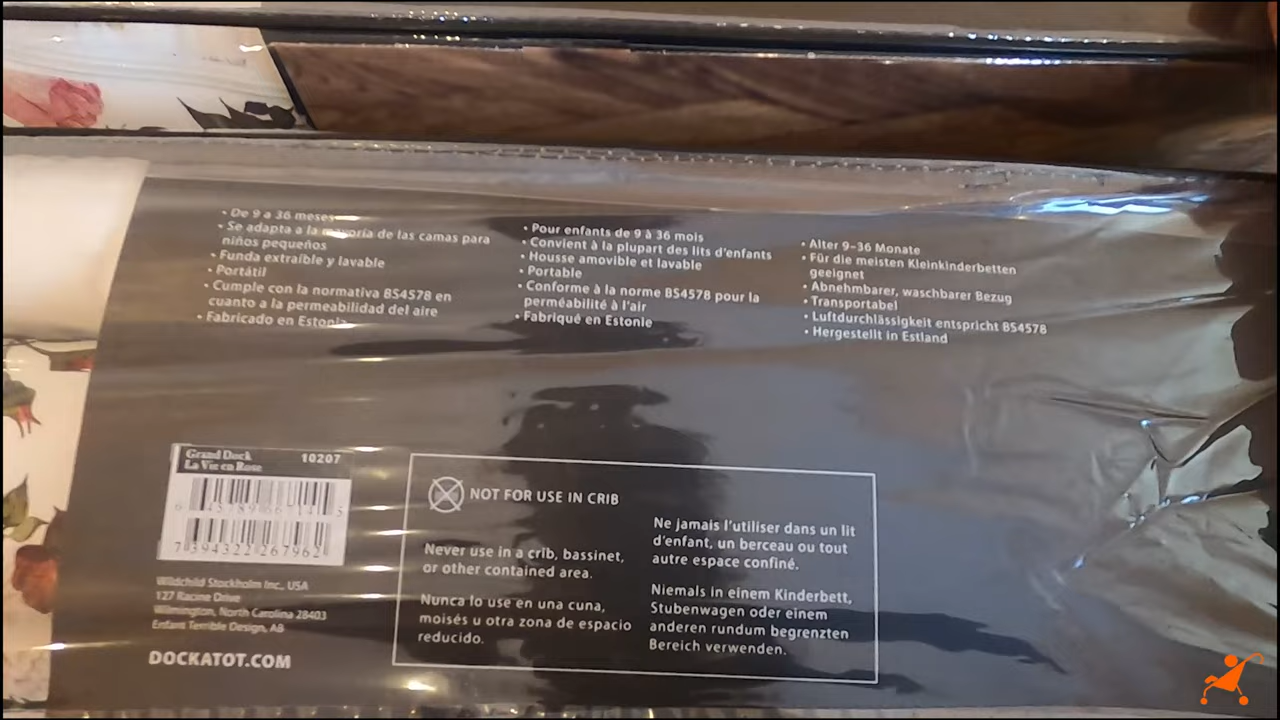 • De 9 a 36 meses
• Se adapta a la mayoría de las camas para
niños pequeños
• Funda extraíble y lavable
• Portátil
• Cumple con la normativa BS4578 en
cuanto a la permeabilidad del aire
• Fabricado en Estonia
• Pour enfants de 9 à 36 mois
• Convient à la plupart des lits d'enfants
• Housse amovible et lavable
• Portable
• Conforme à la norme BS4578 pour la
perméabilité à l'air
• Fabriqué en Estonie
• Alter 9-36 Monate
• Für die meisten Kleinkinderbetten
geeignet
• Abnehmbarer, waschbarer Bezug
• Transportabel
• Luftdurchlässigkeit entspricht BS4578
• Hergestellt in Estland
Grand Dock 10207
La Vie en Rose
7 394322 267962
Wildchild Stockholm Inc., USA
127 Racine Drive
Wilmington, North Carolina 28403
Enfant Terrible Design, AB
DOCKATOT.COM
NOT FOR USE IN CRIB
Never use in a crib, bassinet,
or other contained area.
Nunca lo use en una cuna,
moisés u otra zona de espacio
reducido.
Ne jamais l'utiliser dans un lit
d'enfant, un berceau ou tout
autre espace confiné.
Niemals in einem Kinderbett,
Stubenwagen oder einem
anderen rundum begrenzten
Bereich verwenden.